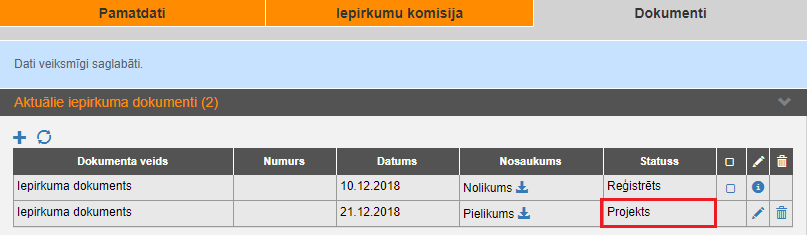 Pamatdati Iepirkumu komisija Dokumenti
Dati veiksmīgi saglabāti.
Aktuālie iepirkuma dokumenti (2)
Dokumenta veids Numurs Datums Nosaukums Statuss
Iepirkuma dokuments 10.12.2018 Nolikums Reģistrēts
Iepirkuma dokuments 21.12.2018 Pielikums Projekts